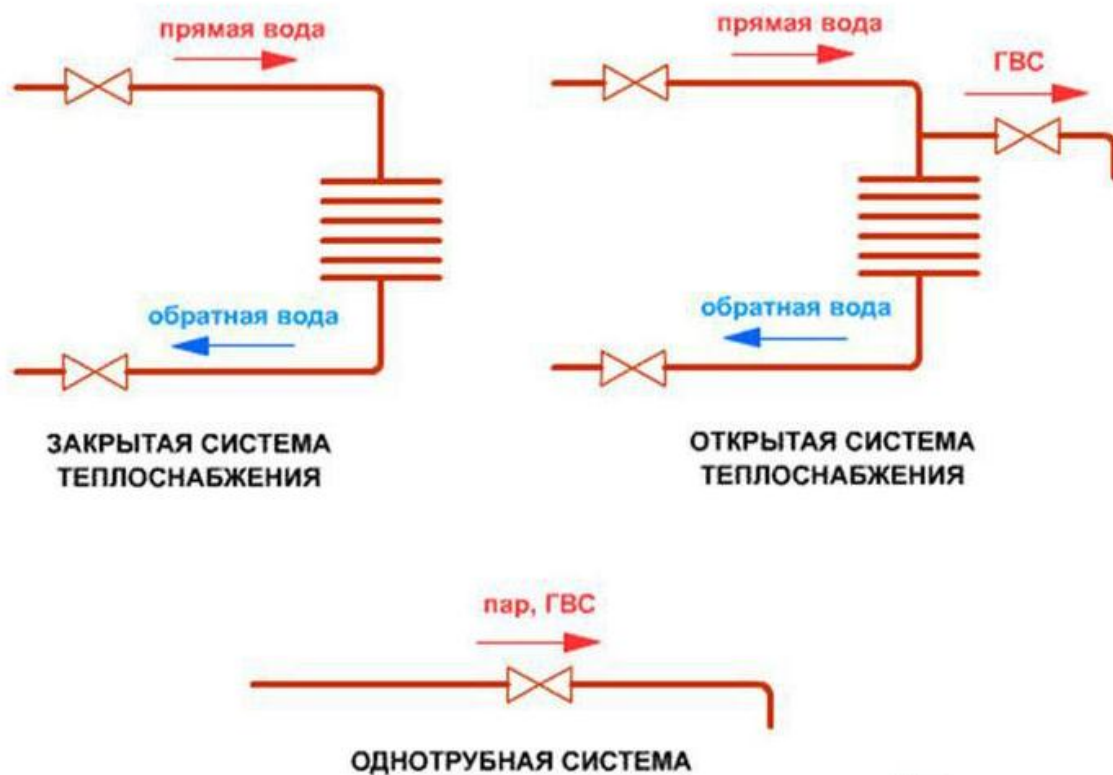 прямая вода
обратная вода
ЗАКРЫТАЯ СИСТЕМА
ТЕПЛОСНАБЖЕНИЯ
прямая вода
ГВС
обратная вода
ОТКРЫТАЯ СИСТЕМА
ТЕПЛОСНАБЖЕНИЯ
пар, ГВС
ОДНОТРУБНАЯ СИСТЕМА